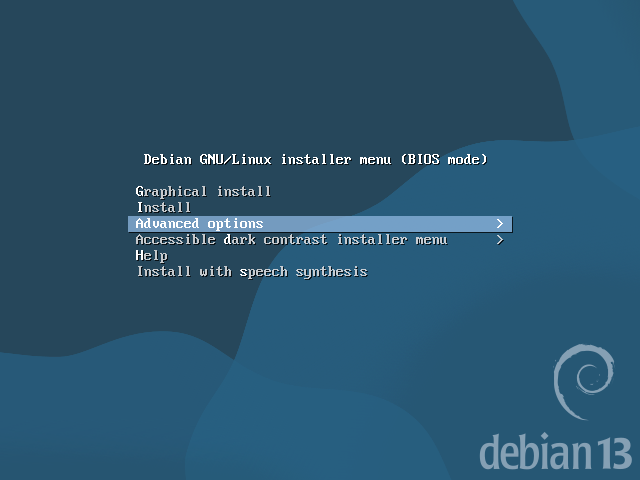 Debian GNU/Linux installer menu (BIOS mode)
Graphical install
Install
Advanced options >
Accessible dark contrast installer menu >
Help
Install with speech synthesis
debian 13